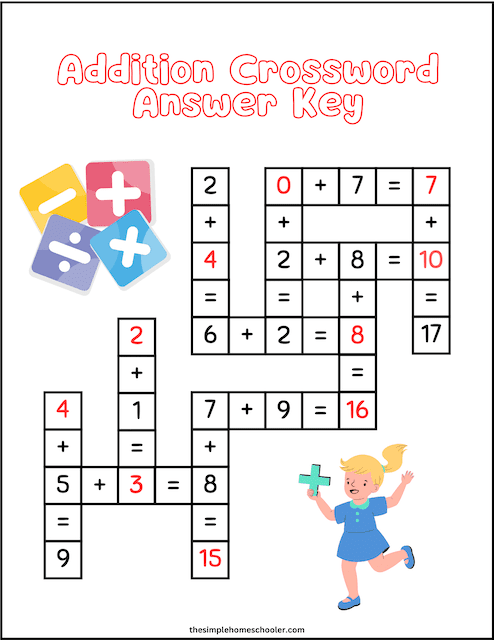 Addition Crossword
Answer Key
2 0 + 7 = 7
+ + +
4 2 + 8 = 10
= = + =
2 6 + 2 = 8 17
+ =
4 1 7 + 9 = 16
+ = +
5 + 3 = 8
= =
9 15
thesimplehomeschooler.com